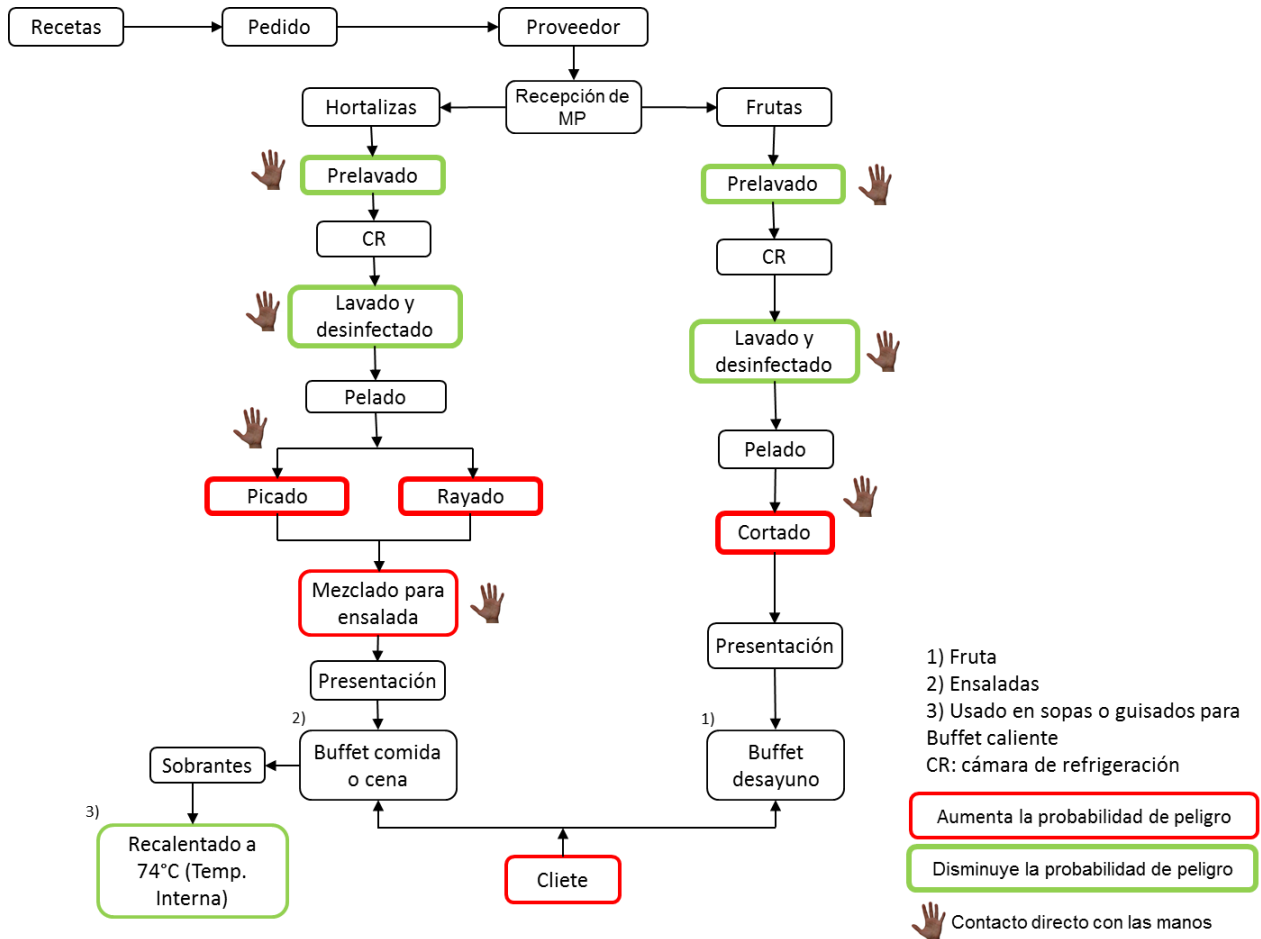 Recetas
Pedido
Proveedor
Recepción de
MP
Hortalizas
Frutas
Prelavado
Prelavado
CR
CR
Lavado y
desinfectado
Lavado y
desinfectado
Pelado
Pelado
Picado
Rayado
Cortado
Mezclado para
ensalada
Presentación
Presentación
2)
Buffet comida
o cena
1)
Buffet
desayuno
Sobrantes
3)
Recalentado a
74°C (Temp.
Interna)
Cliete
1) Fruta
2) Ensaladas
3) Usado en sopas o guisados para
Buffet caliente
CR: cámara de refrigeración
Aumenta la probabilidad de peligro
Disminuye la probabilidad de peligro
Contacto directo con las manos